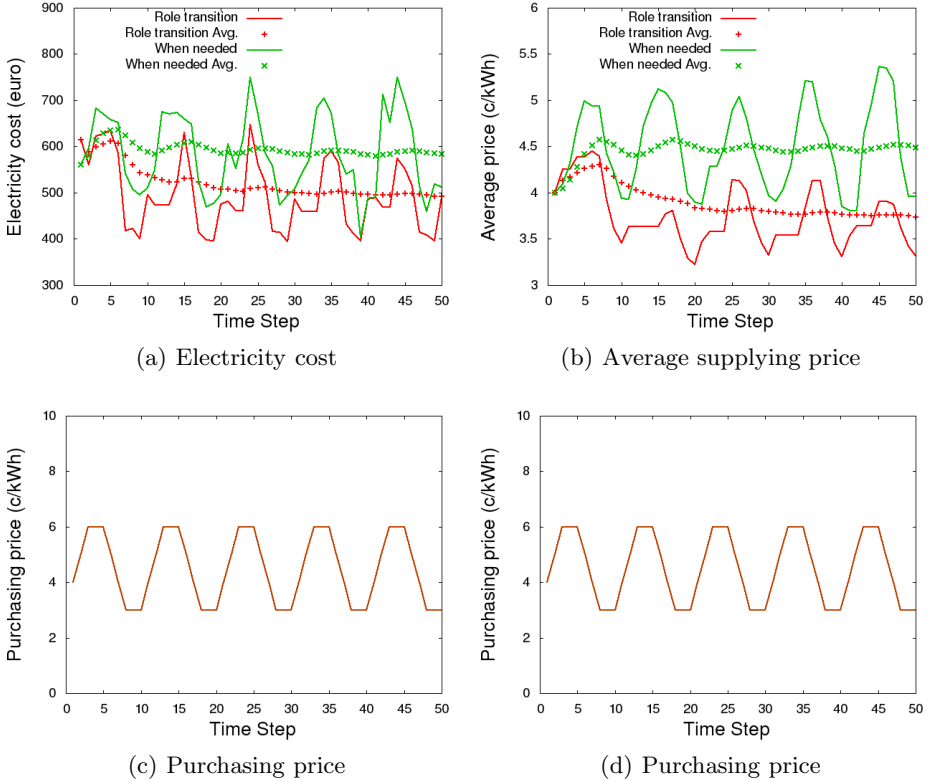 Electricity cost (euro)
900
800
700
600
500
400
300
Role transition
Role transition Avg.
When needed
When needed Avg.
0 5 10 15 20 25 30 35 40 45 50
Time Step
(a) Electricity cost
Average price (c/kWh)
6
5.5
5
4.5
4
3.5
3
Role transition
Role transition Avg.
When needed
When needed Avg.
0 5 10 15 20 25 30 35 40 45 50
Time Step
(b) Average supplying price
Purchasing price (c/kWh)
10
8
6
4
2
0
0 5 10 15 20 25 30 35 40 45 50
Time Step
(c) Purchasing price
Purchasing price (c/kWh)
10
8
6
4
2
0
0 5 10 15 20 25 30 35 40 45 50
Time Step
(d) Purchasing price